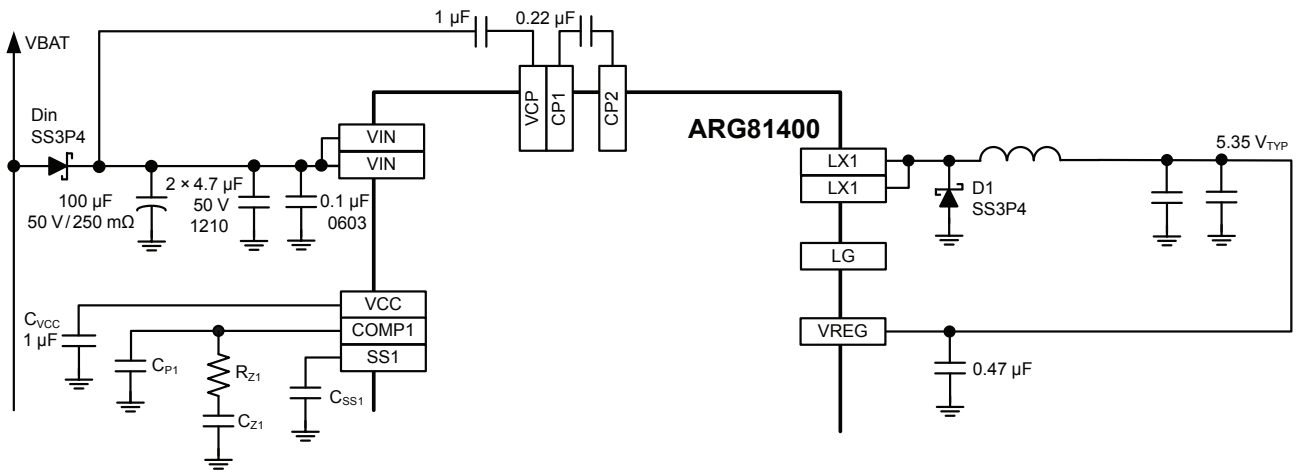 1 µF
0.22 µF
VBAT
Din
SS3P4
VCP
CP1
CP2
ARG81400
VIN
VIN
LX1
LX1
5.35 VTYP
100 µF
50 V/250 mΩ
2 × 4.7 µF
50 V
1210
0.1 µF
0603
D1
SS3P4
LG
VCC
COMP1
SS1
VREG
CVCC
1 µF
CP1
RZ1
CZ1
CSS1
0.47 µF